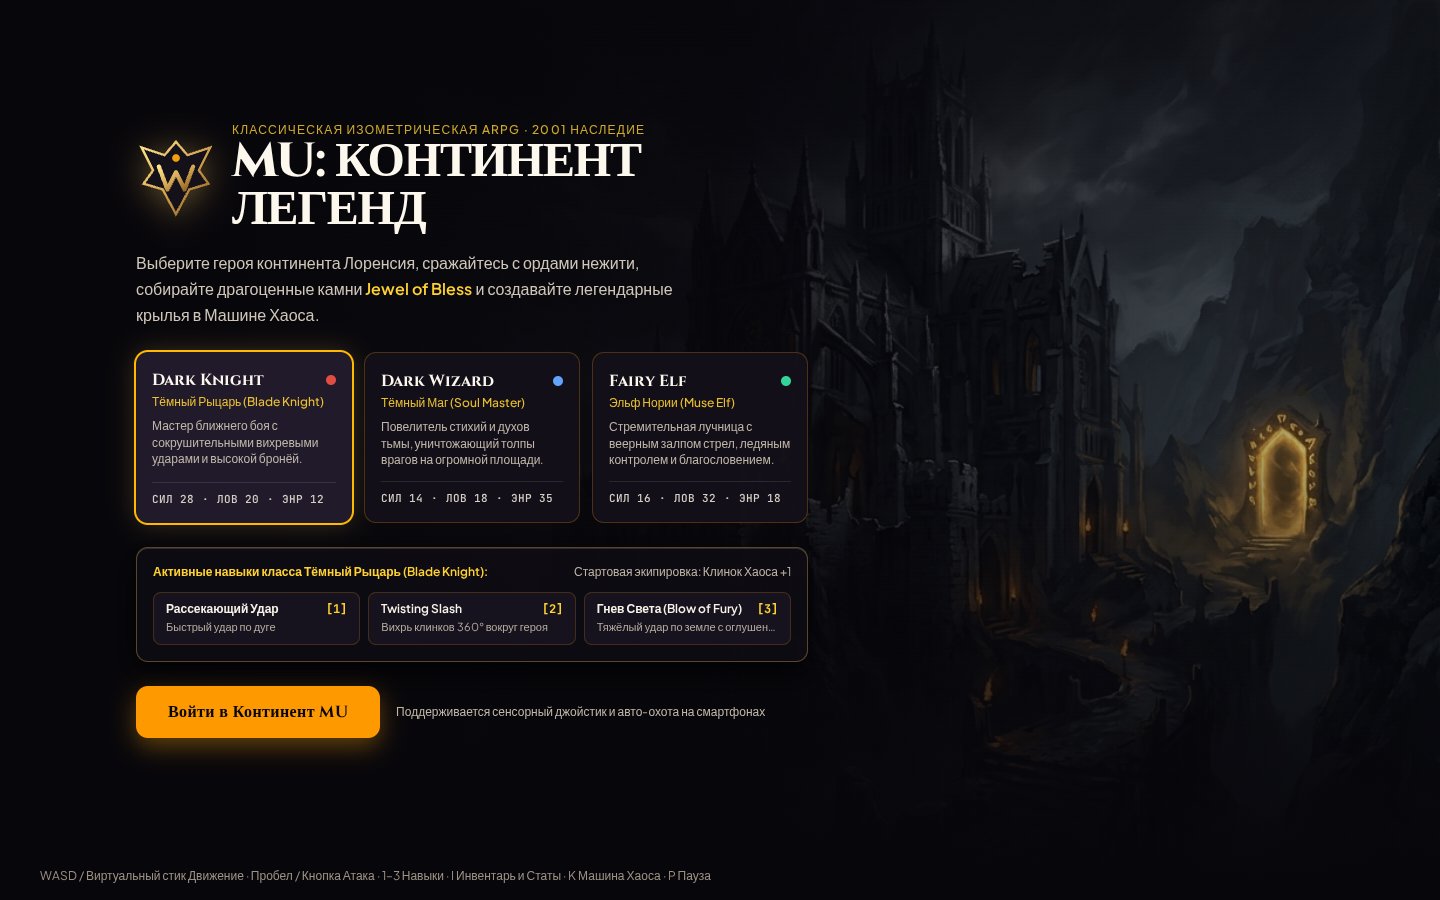 КЛАССИЧЕСКАЯ ИЗОМЕТРИЧЕСКАЯ ARPG · 2001 НАСЛЕДИЕ
MU: КОНТИНЕНТ
ЛЕГЕНД
Выберите героя континента Лоренсия, сражайтесь с ордами нежити,
собирайте драгоценные камни Jewel of Bless и создавайте легендарные
крылья в Машине Хаоса.
Dark Knight
Тёмный Рыцарь (Blade Knight)
Мастер ближнего боя с
сокрушительными вихревыми
ударами и высокой бронёй.
СИЛ 28 · ЛОВ 20 · ЭНР 12
Dark Wizard
Тёмный Маг (Soul Master)
Повелитель стихий и духов
тьмы, уничтожающий толпы
врагов на огромной площади.
СИЛ 14 · ЛОВ 18 · ЭНР 35
Fairy Elf
Эльф Нории (Muse Elf)
Стремительная лучница с
веерным залпом стрел, ледяным
контролем и благословением.
СИЛ 16 · ЛОВ 32 · ЭНР 18
Активные навыки класса Тёмный Рыцарь (Blade Knight):
Стартовая экипировка: Клинок Хаоса +1
Рассекающий Удар [1]
Быстрый удар по дуге
Twisting Slash [2]
Вихрь клинков 360° вокруг героя
Гнев Света (Blow of Fury) [3]
Тяжёлый удар по земле с оглушен...
Войти в Континент MU
Поддерживается сенсорный джойстик и авто-охота на смартфонах
WASD / Виртуальный стик Движение · Пробел / Кнопка Атака · 1–3 Навыки · I Инвентарь и Статы · K Машина Хаоса · P Пауза